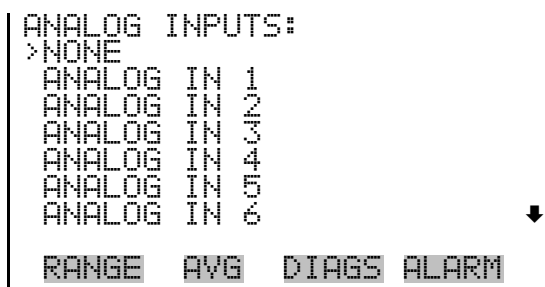 ANALOG INPUTS:
>NONE
ANALOG IN 1
ANALOG IN 2
ANALOG IN 3
ANALOG IN 4
ANALOG IN 5
ANALOG IN 6
RANGE AVG DIAGS ALARM